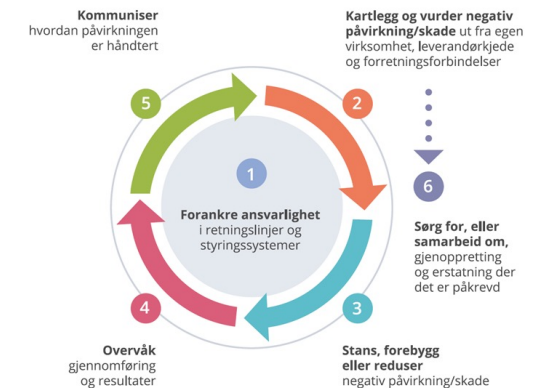 Kommuniser
hvordan påvirkningen
er håndtert
Kartlegg og vurder negativ
påvirkning/skade ut fra egen
virksomhet, leverandørkjede
og forretningsforbindelser
5
2
1
6
Forankre ansvarlighet
i retningslinjer og
styringssystemer
Sørg for, eller
samarbeid om,
gjenoppretting
og erstatning der
det er påkrevd
4
3
Overvåk
gjennomføring
og resultater
Stans, forebygg
eller reduser
negativ påvirkning/skade